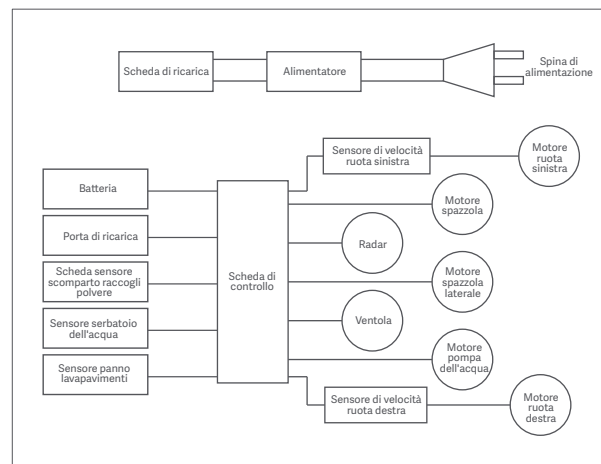 Scheda di ricarica
Alimentatore
Spina di
alimentazione
Sensore di velocità
ruota sinistra
Motore
ruota
sinistra
Batteria
Motore
spazzola
Porta di ricarica
Radar
Scheda sensore
scomparto raccogli
polvere
Scheda di
controllo
Motore
spazzola
laterale
Sensore serbatoio
dell'acqua
Ventola
Sensore panno
lavapavimenti
Motore
pompa
dell'acqua
Sensore di velocità
ruota destra
Motore
ruota
destra